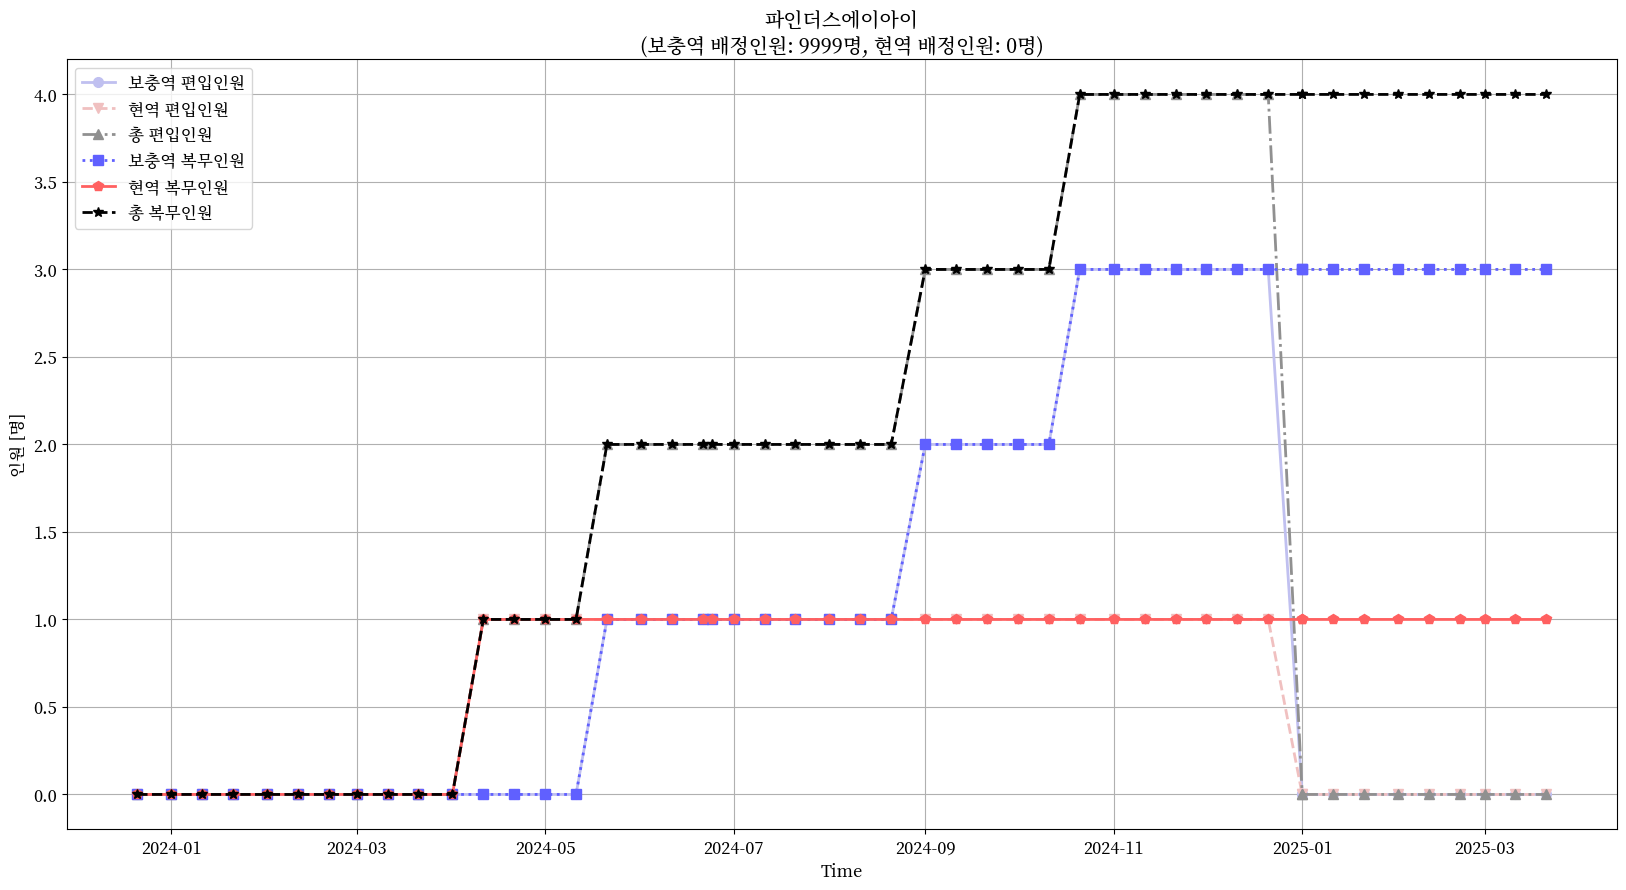 파인더스에이아이
(보충역 배정인원: 9999명, 현역 배정인원: 0명)
보충역 편입인원
현역 편입인원
총 편입인원
보충역 복무인원
현역 복무인원
총 복무인원
인원 [명]
4.0
3.5
3.0
2.5
2.0
1.5
1.0
0.5
0.0
2024-01
2024-03
2024-05
2024-07
2024-09
2024-11
2025-01
2025-03
Time